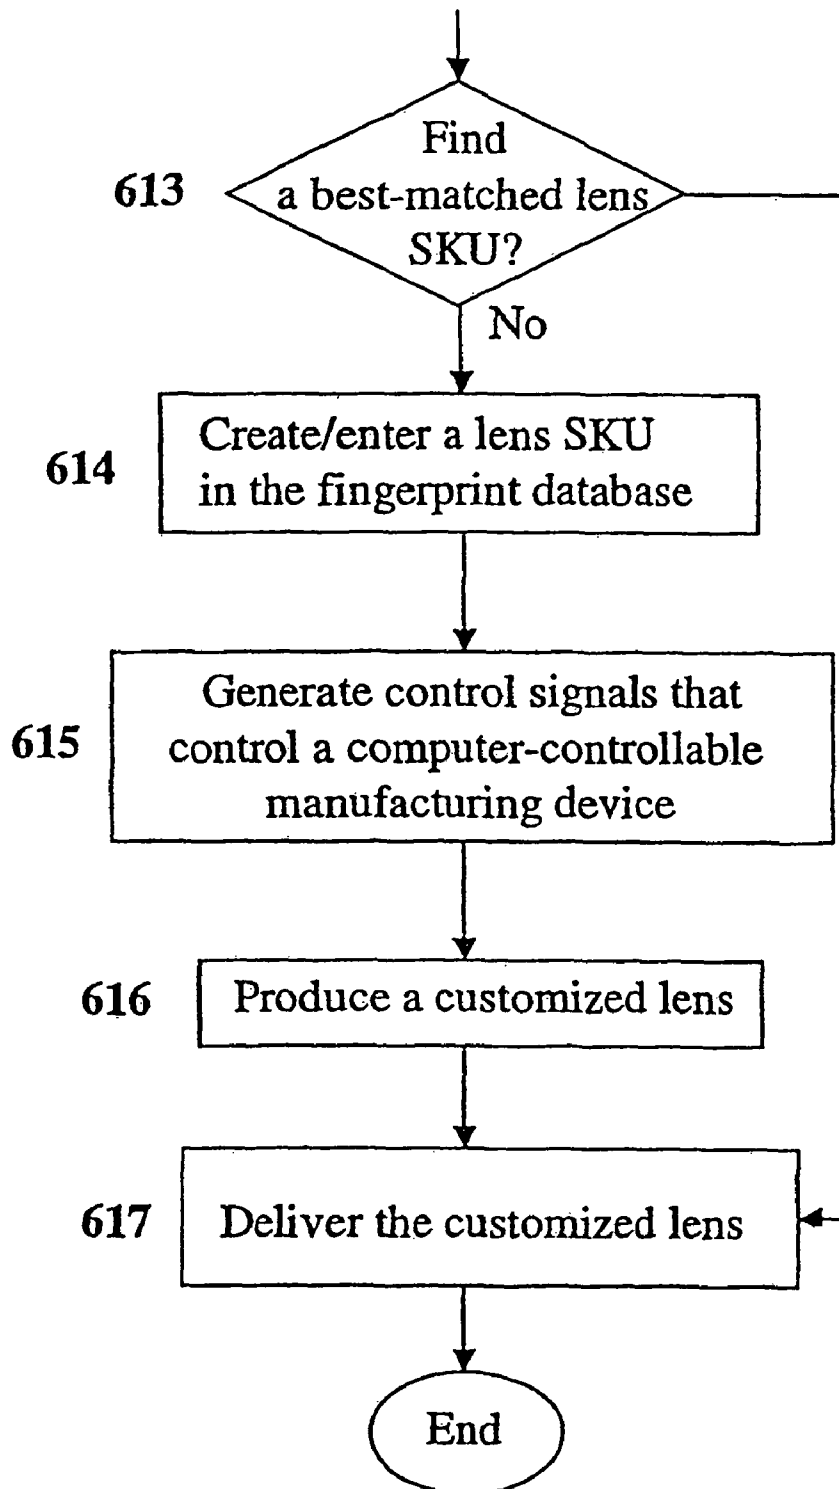 Find
613
a best-matched lens
SKU?
No
614
Create/enter a lens SKU
in the fingerprint database
615
Generate control signals that
control a computer-controllable
manufacturing device
616
Produce a customized lens
617
Deliver the customized lens
End